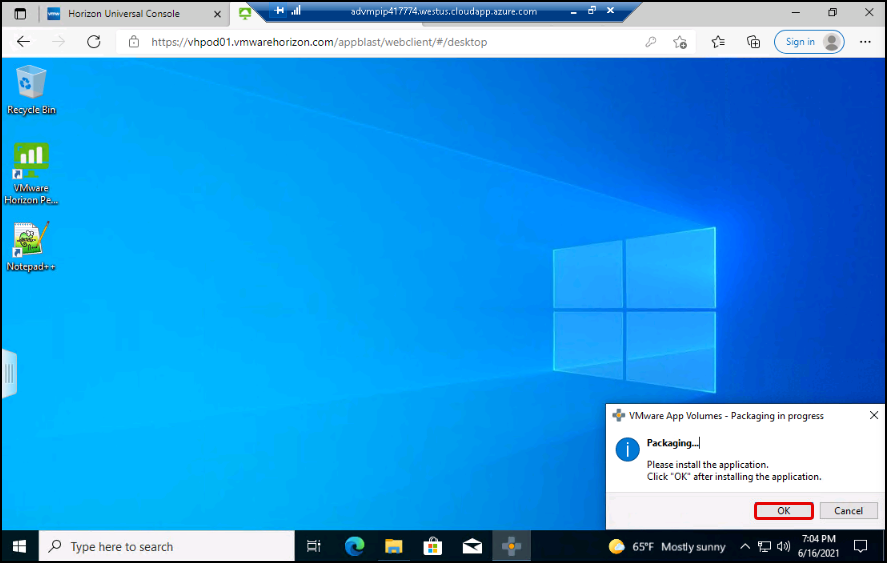 Horizon Universal Console
advmpip417774.westus.cloudapp.azure.com
https://vhpod01.vmwarehorizon.com/appblast/webclient/#/desktop
Sign in
Recycle Bin
VMware
Horizon Pe...
Notepad++
VMware App Volumes - Packaging in progress
Packaging...
Please install the application.
Click "OK" after installing the application.
OK
Cancel
Type here to search
65°F Mostly sunny
7:04 PM
6/16/2021